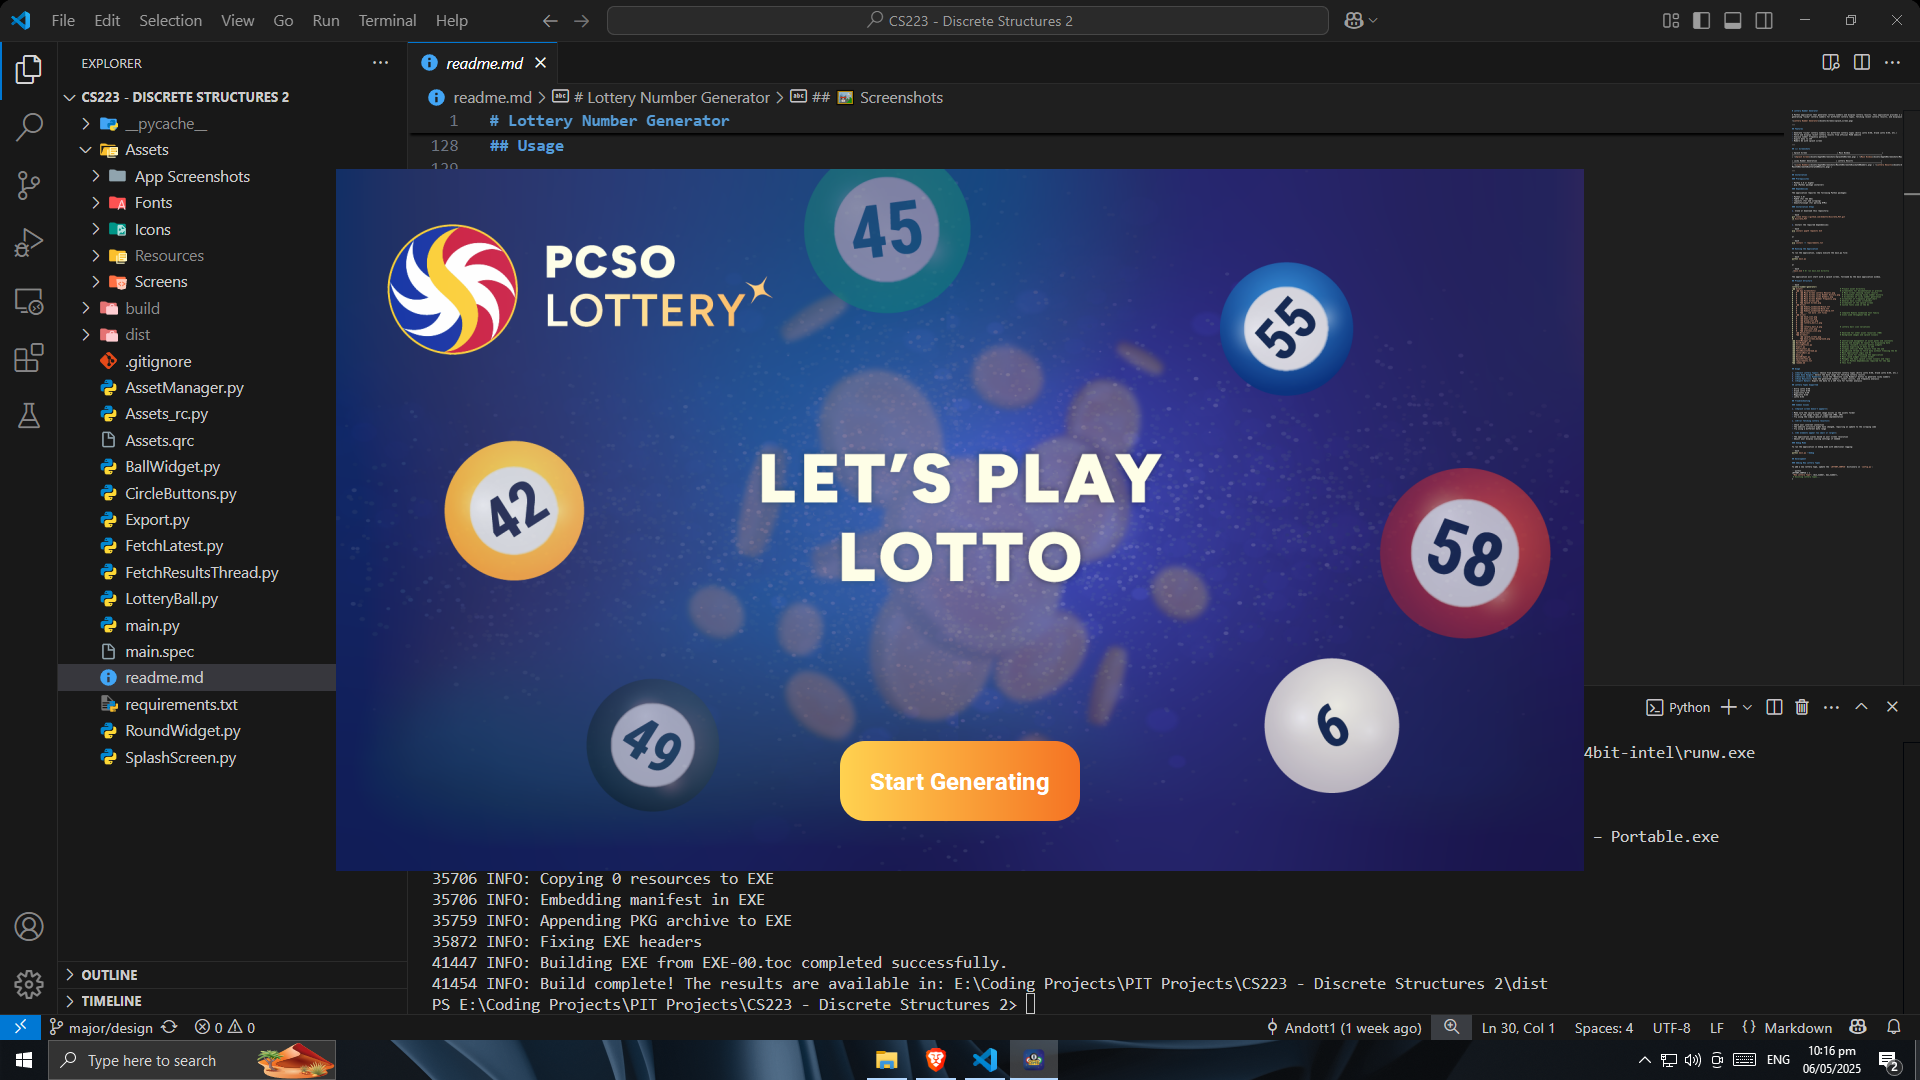 File Edit Selection View Go Run Terminal Help
CS223 - Discrete Structures 2
EXPLORER
readme.md
CS223 - DISCRETE STRUCTURES 2
__pycache__
Assets
App Screenshots
Fonts
Icons
Resources
Screens
build
dist
.gitignore
AssetManager.py
Assets_rc.py
Assets.qrc
BallWidget.py
CircleButtons.py
Export.py
FetchLatest.py
FetchResultsThread.py
LotteryBall.py
main.py
main.spec
readme.md
requirements.txt
RoundWidget.py
SplashScreen.py
OUTLINE
TIMELINE
readme.md > # Lottery Number Generator > ## Screenshots
1 # Lottery Number Generator
128 ## Usage
129
PCSO
LOTTERY
45
55
42
LET'S PLAY
LOTTO
58
49
6
Start Generating
Python
4bit-intel\runw.exe
– Portable.exe
35706 INFO: Copying 0 resources to EXE
35706 INFO: Embedding manifest in EXE
35759 INFO: Appending PKG archive to EXE
35872 INFO: Fixing EXE headers
41447 INFO: Building EXE from EXE-00.toc completed successfully.
41454 INFO: Build complete! The results are available in: E:\Coding Projects\PIT Projects\CS223 - Discrete Structures 2\dist
PS E:\Coding Projects\PIT Projects\CS223 - Discrete Structures 2>
major/design 0 0
Andott1 (1 week ago) Ln 30, Col 1 Spaces: 4 UTF-8 LF {} Markdown
Type here to search
ENG
10:16 pm
06/05/2025
2